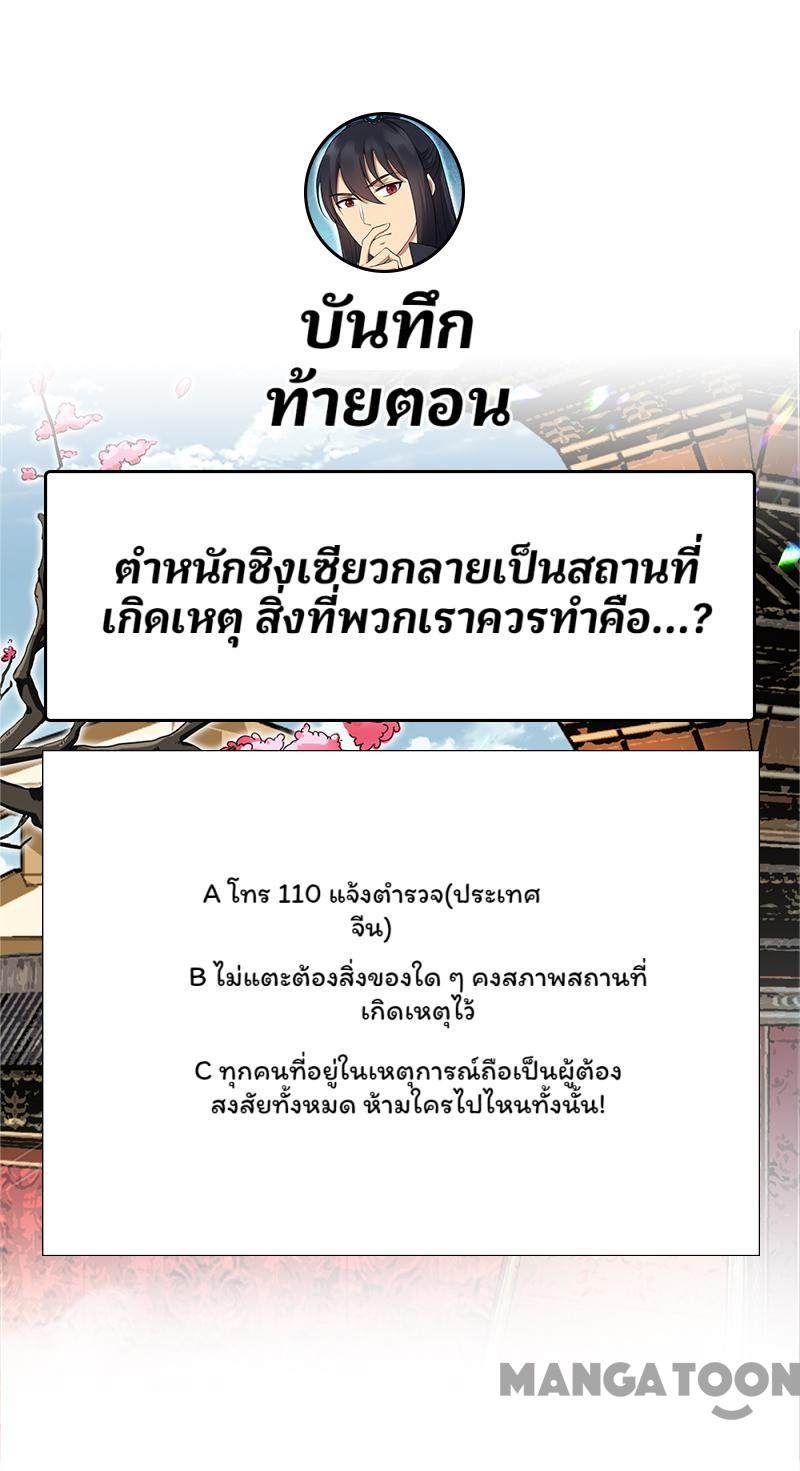 บันทึก
ท้ายตอน
ตำหนักชิงเซียวกลายเป็นสถานที่
เกิดเหตุ สิ่งที่พวกเราควรทำคือ...?
A โทร 110 แจ้งตำรวจ(ประเทศ
จีน)
B ไม่แตะต้องสิ่งของใด ๆ คงสภาพสถานที่
เกิดเหตุไว้
C ทุกคนที่อยู่ในเหตุการณ์ถือเป็นผู้ต้อง
สงสัยทั้งหมด ห้ามใครไปไหนทั้งนั้น!
MANGATOON